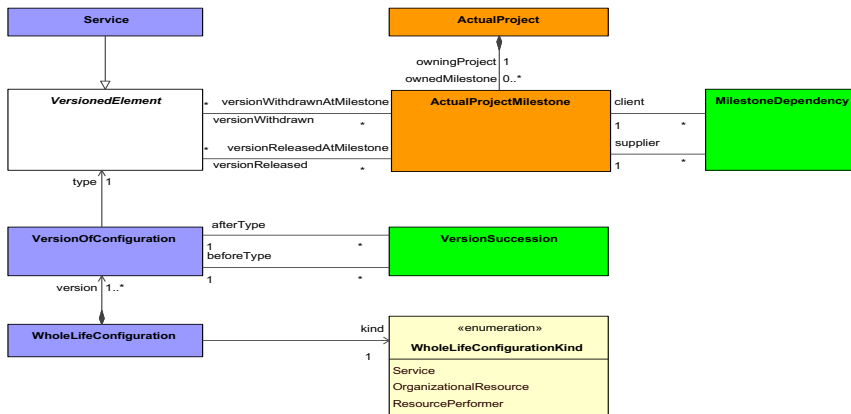 Service
ActualProject
owningProject 1
ownedMilestone 0..*
VersionedElement
* versionWithdrawnAtMilestone
versionWithdrawn *
* versionReleasedAtMilestone
versionReleased *
ActualProjectMilestone
client
1 *
supplier
1 *
MilestoneDependency
type 1
VersionOfConfiguration
afterType
1 *
beforeType
1 *
VersionSuccession
version 1..*
WholeLifeConfiguration
kind
1
«enumeration»
WholeLifeConfigurationKind
Service
OrganizationalResource
ResourcePerformer